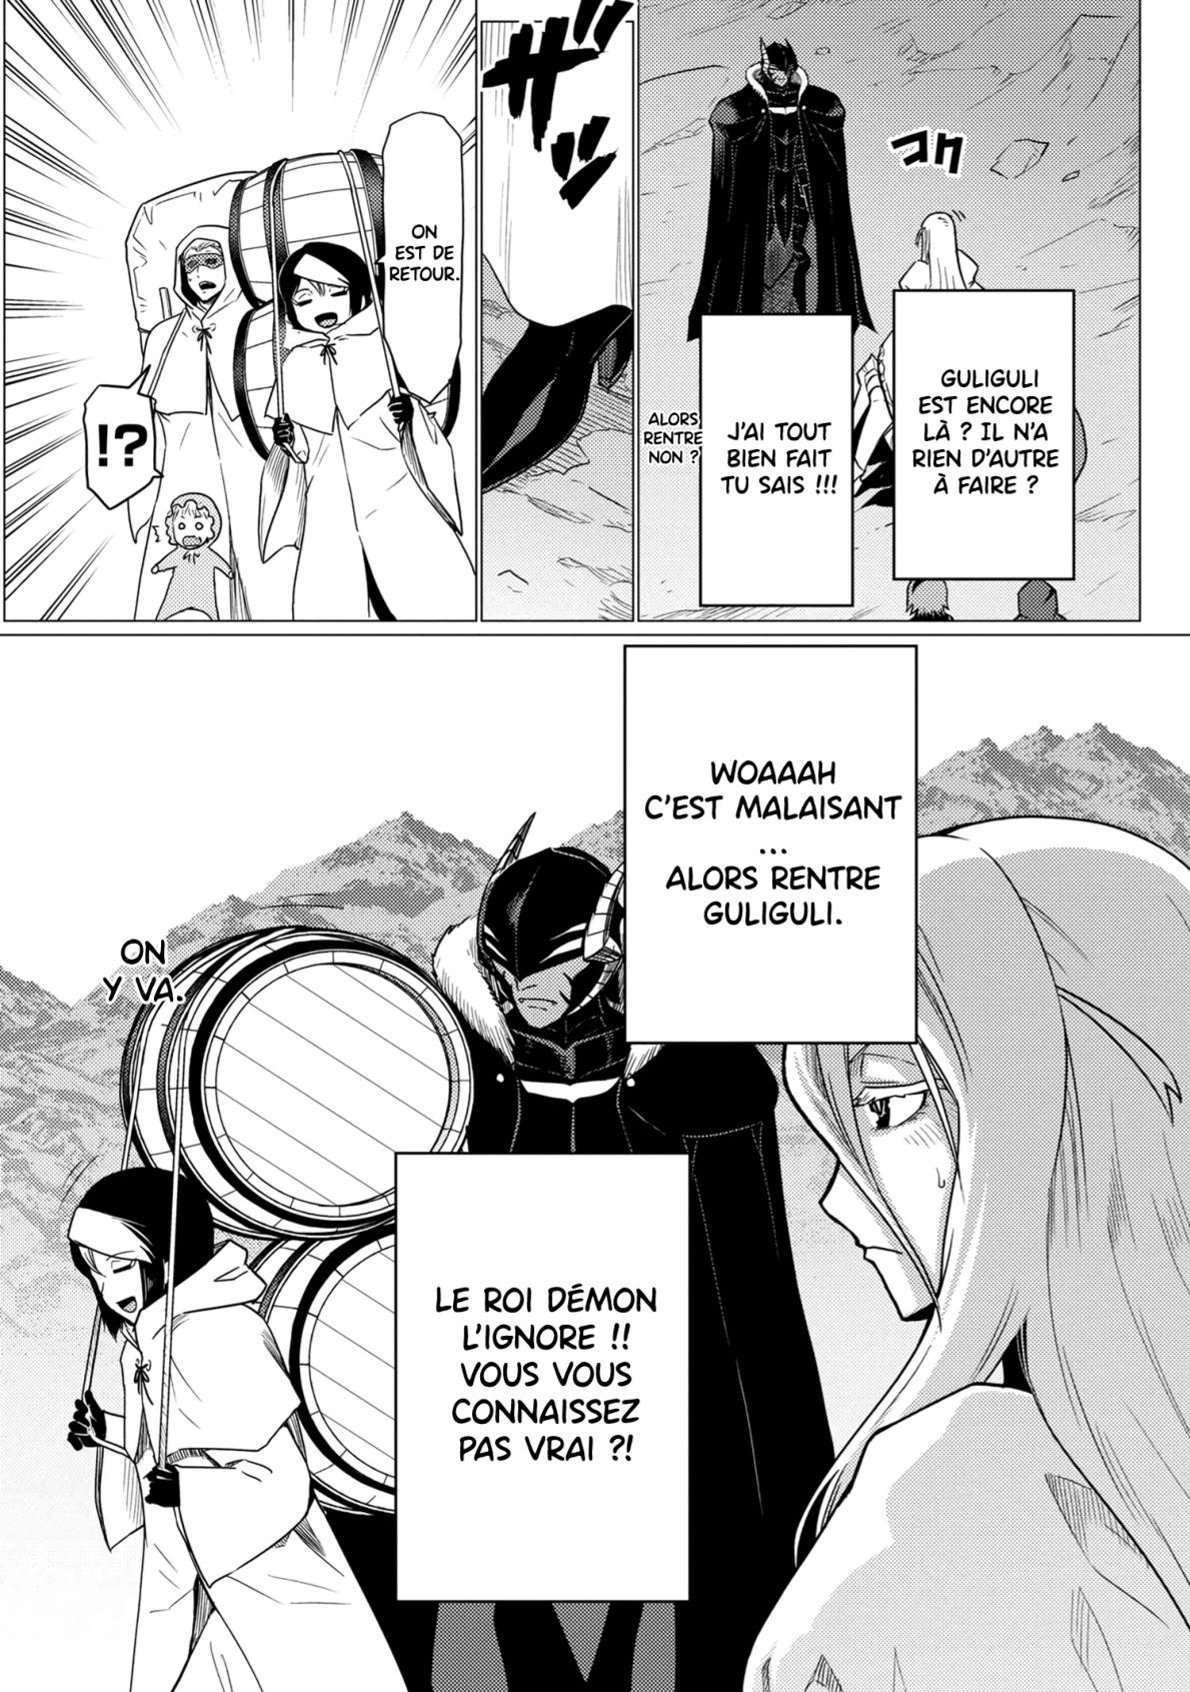 コク
GULIGULI
EST ENCORE
LÀ ? IL N'A
RIEN D'AUTRE
À FAIRE ?
J'AI TOUT
BIEN FAIT
TU SAIS !!!
ALORS
RENTRE
NON ?
ザッ
ON
EST DE
RETOUR.
!?
WOAAAH
C'EST MALAISANT
...
ALORS RENTRE
GULIGULI.
ON
Y VA.
LE ROI DÉMON
L'IGNORE !!
VOUS VOUS
CONNAISSEZ
PAS VRAI ?!